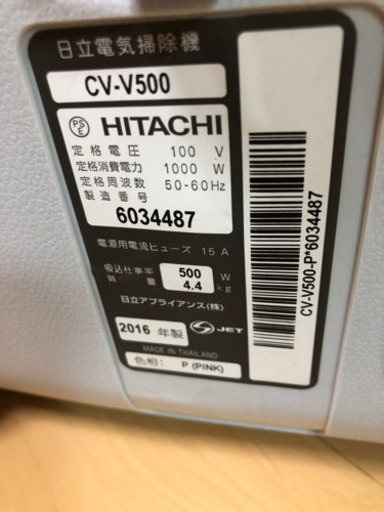 日立電気掃除機
CV-V500
PS
E
HITACHI
定格電圧 100 V
定格消費電力 1000 W
定格周波数 50-60Hz
製造番号
6034487
電源用電流ヒューズ 15 A
吸込仕事率 500 W
質量 4.4 kg
日立アプライアンス(株)
2016 年製 JET
MADE IN THAILAND
色相: P (PINK)
CV-V500-P*6034487